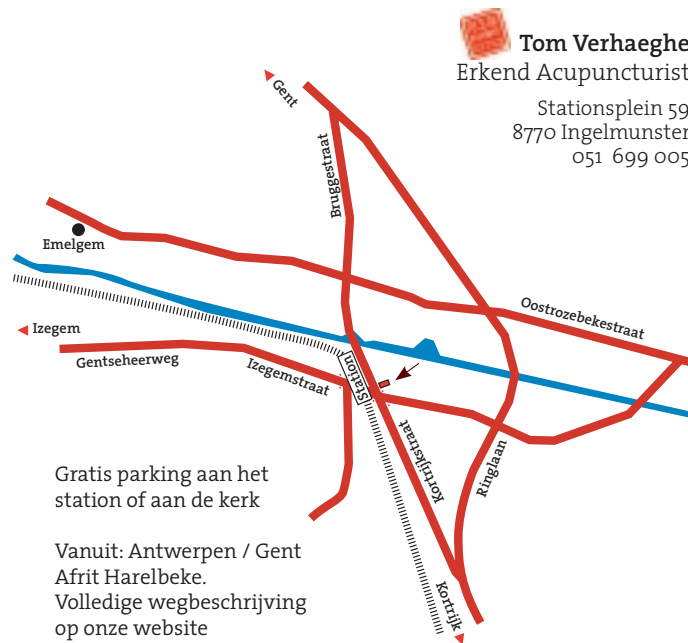 Tom Verhaeghe
Erkend Acupuncturist
Stationsplein 59
8770 Ingelmunster
051 699 005
Gent
Bruggestraat
Emelgem
Oostrozebekestraat
Izegem
Gentseheerweg
Izegemstraat
Station
Kortrijkstraat
Ringlaan
Kortrijk
Gratis parking aan het
station of aan de kerk
Vanuit: Antwerpen / Gent
Afrit Harelbeke.
Volledige wegbeschrijving
op onze website